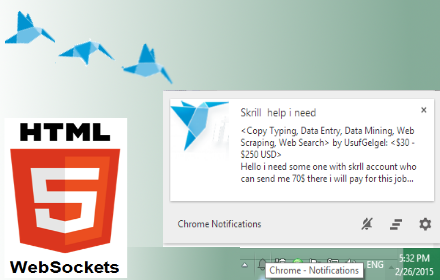 HTML
5
WebSockets
Skrill help i need
<Copy Typing, Data Entry, Data Mining, Web
Scraping, Web Search> by UsufGelgel: <$30 -
$250 USD>
Hello i need some one with skrll account who
can send me 70$ there i will pay for this job...
Chrome Notifications
ENG
5:32 PM
2/26/2015
Chrome - Notifications